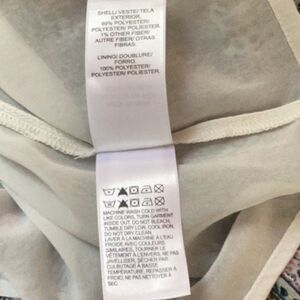 SHELL/ VESTE/ TELA
EXTERIOR.
99% POLYESTER/
POLYESTER/ POLIESTER.
1% OTHER FIBER/
AUTRE FIBER/ OTRAS
FIBRAS.
LINING/ DOUBLURE/
FORRO.
100% POLYESTER/
POLYESTER/ POLIESTER.
MACHINE WASH COLD WITH
LIKE COLORS, TURN GARMENT
INSIDE OUT. DO NOT BLEACH,
TUMBLE DRY LOW, COOL IRON,
DO NOT DRY CLEAN.
LAVER À LA MACHINE EN EAU
FROIDE AVEC COULEURS
SIMILAIRES, TOURNER LE
VÊTEMENT À L'ENVERS. NE PAS
JAVELLISER, SÉCHER PAR
CULBUTAGE À BASSE
TEMPÉRATURE, REPASSER À
FROID, NE PAS NETTOYER À
SEC.